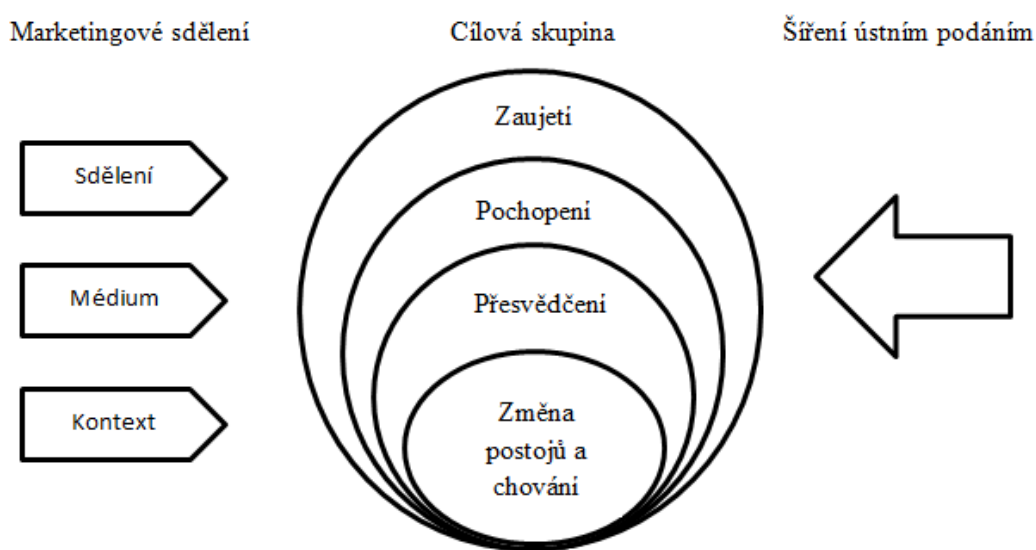 Marketingové sdělení
Cílová skupina
Šíření ústním podáním
Zaujetí
Sdělení
Pochopení
Médium
Přesvědčení
Kontext
Změna
postojů a
chování